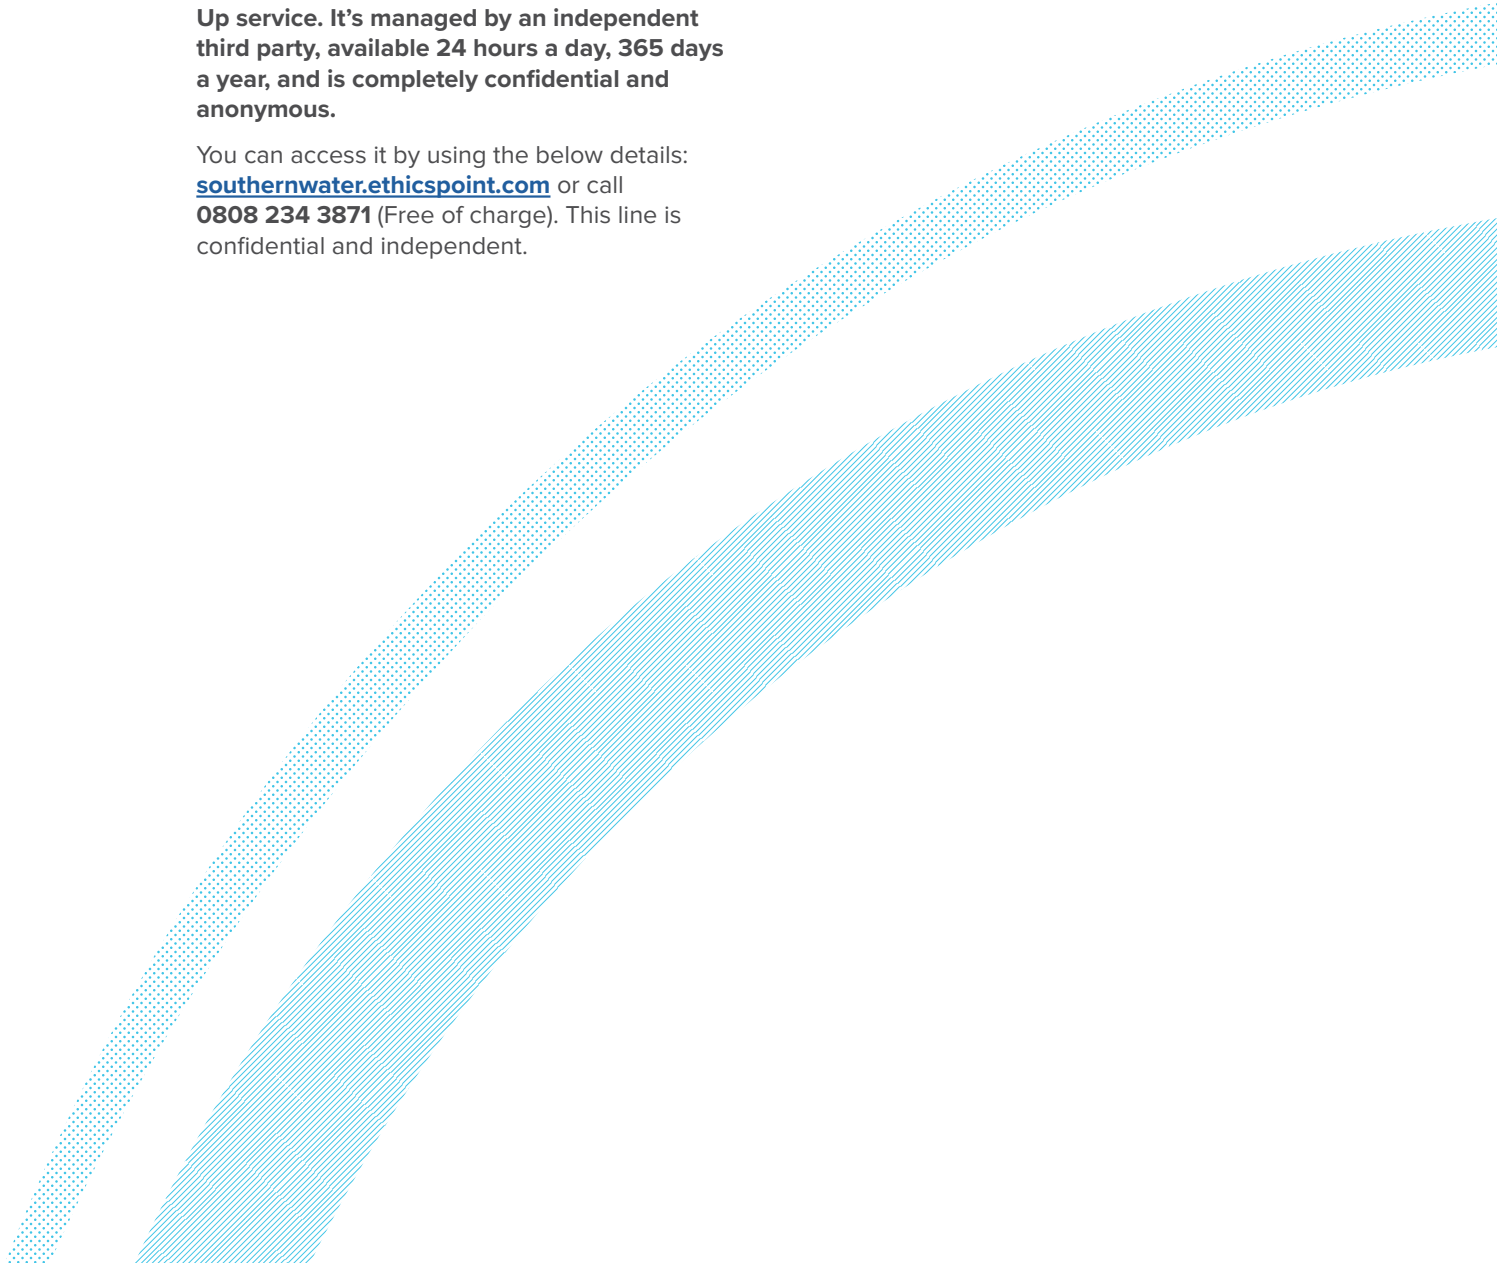 Up service. It’s managed by an independent
third party, available 24 hours a day, 365 days
a year, and is completely confidential and
anonymous.
You can access it by using the below details:
southernwater.ethicspoint.com or call
0808 234 3871 (Free of charge). This line is
confidential and independent.